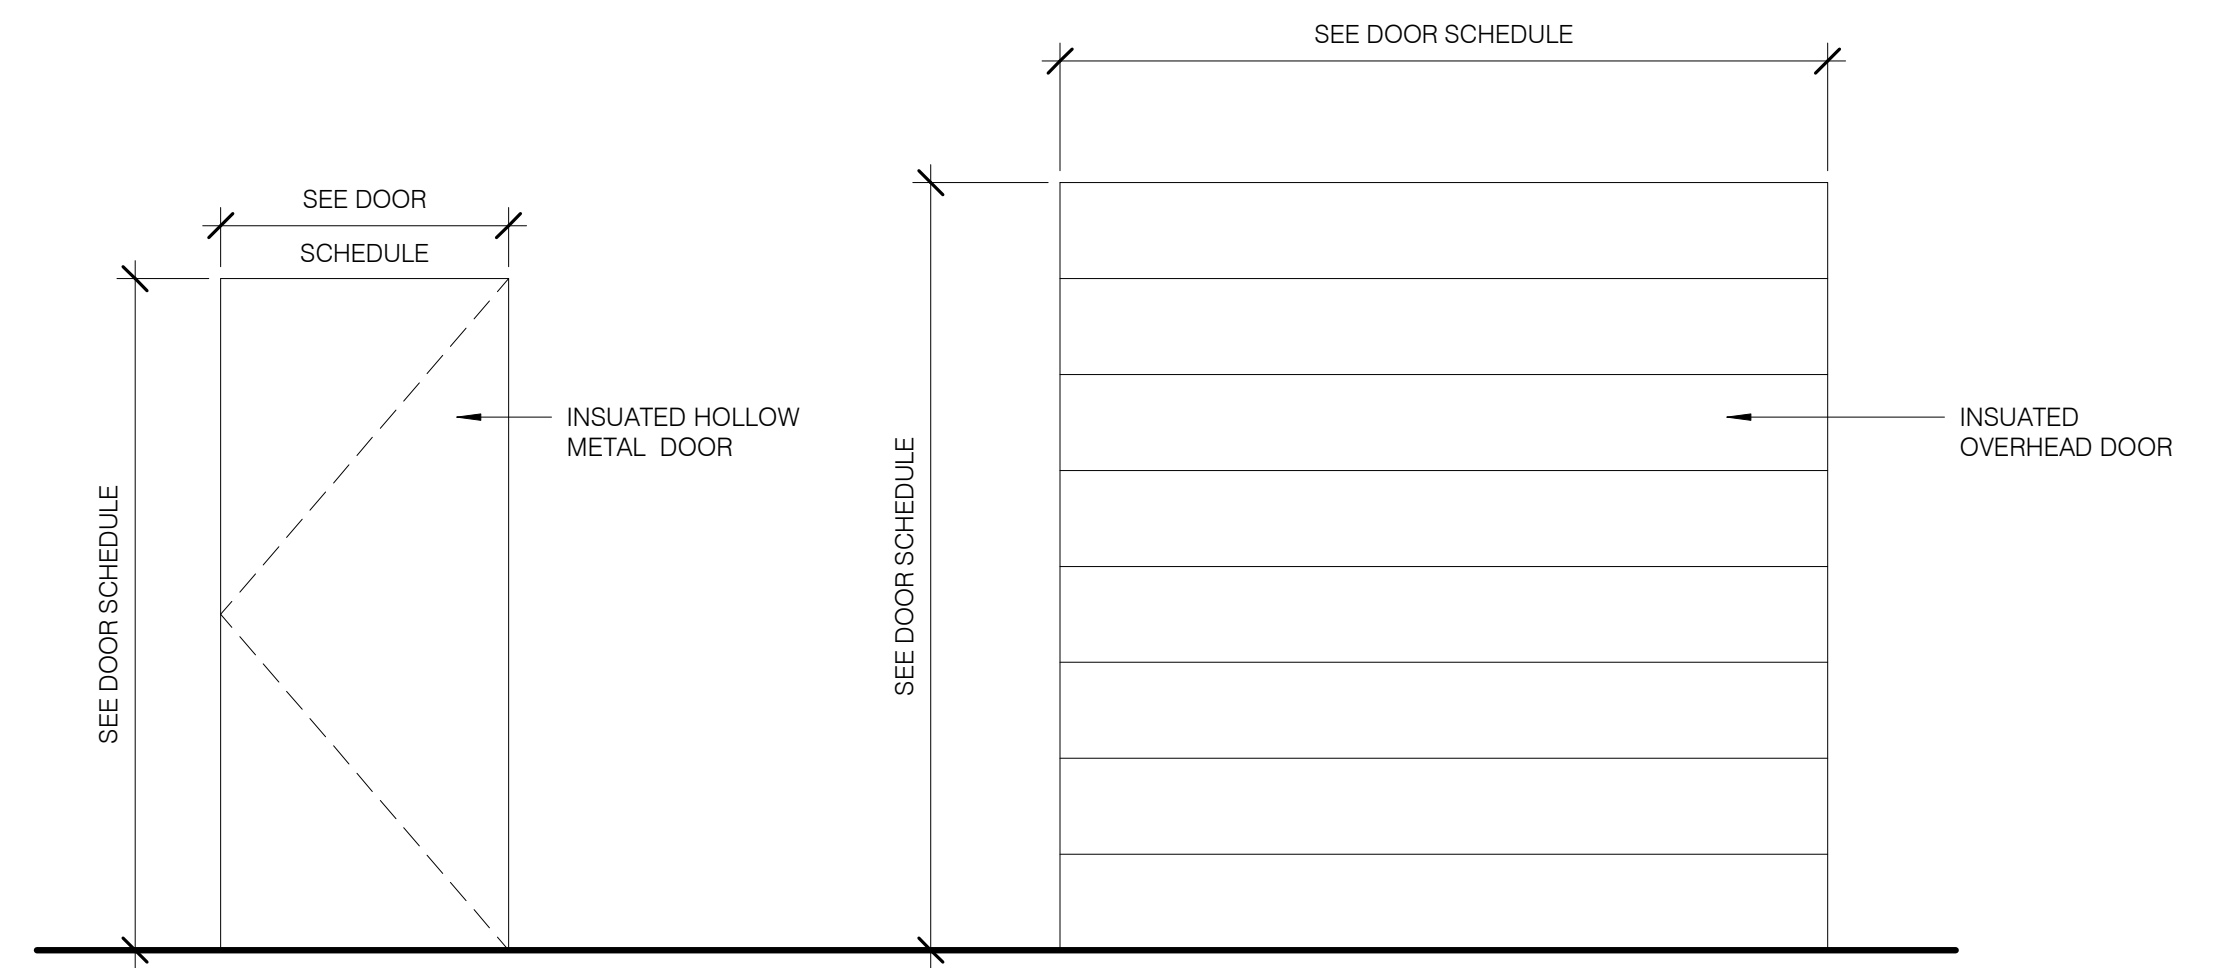 SEE DOOR SCHEDULE
SEE DOOR
SCHEDULE
SEE DOOR SCHEDULE
INSUATED HOLLOW
METAL  DOOR
SEE DOOR SCHEDULE
INSUATED
OVERHEAD DOOR